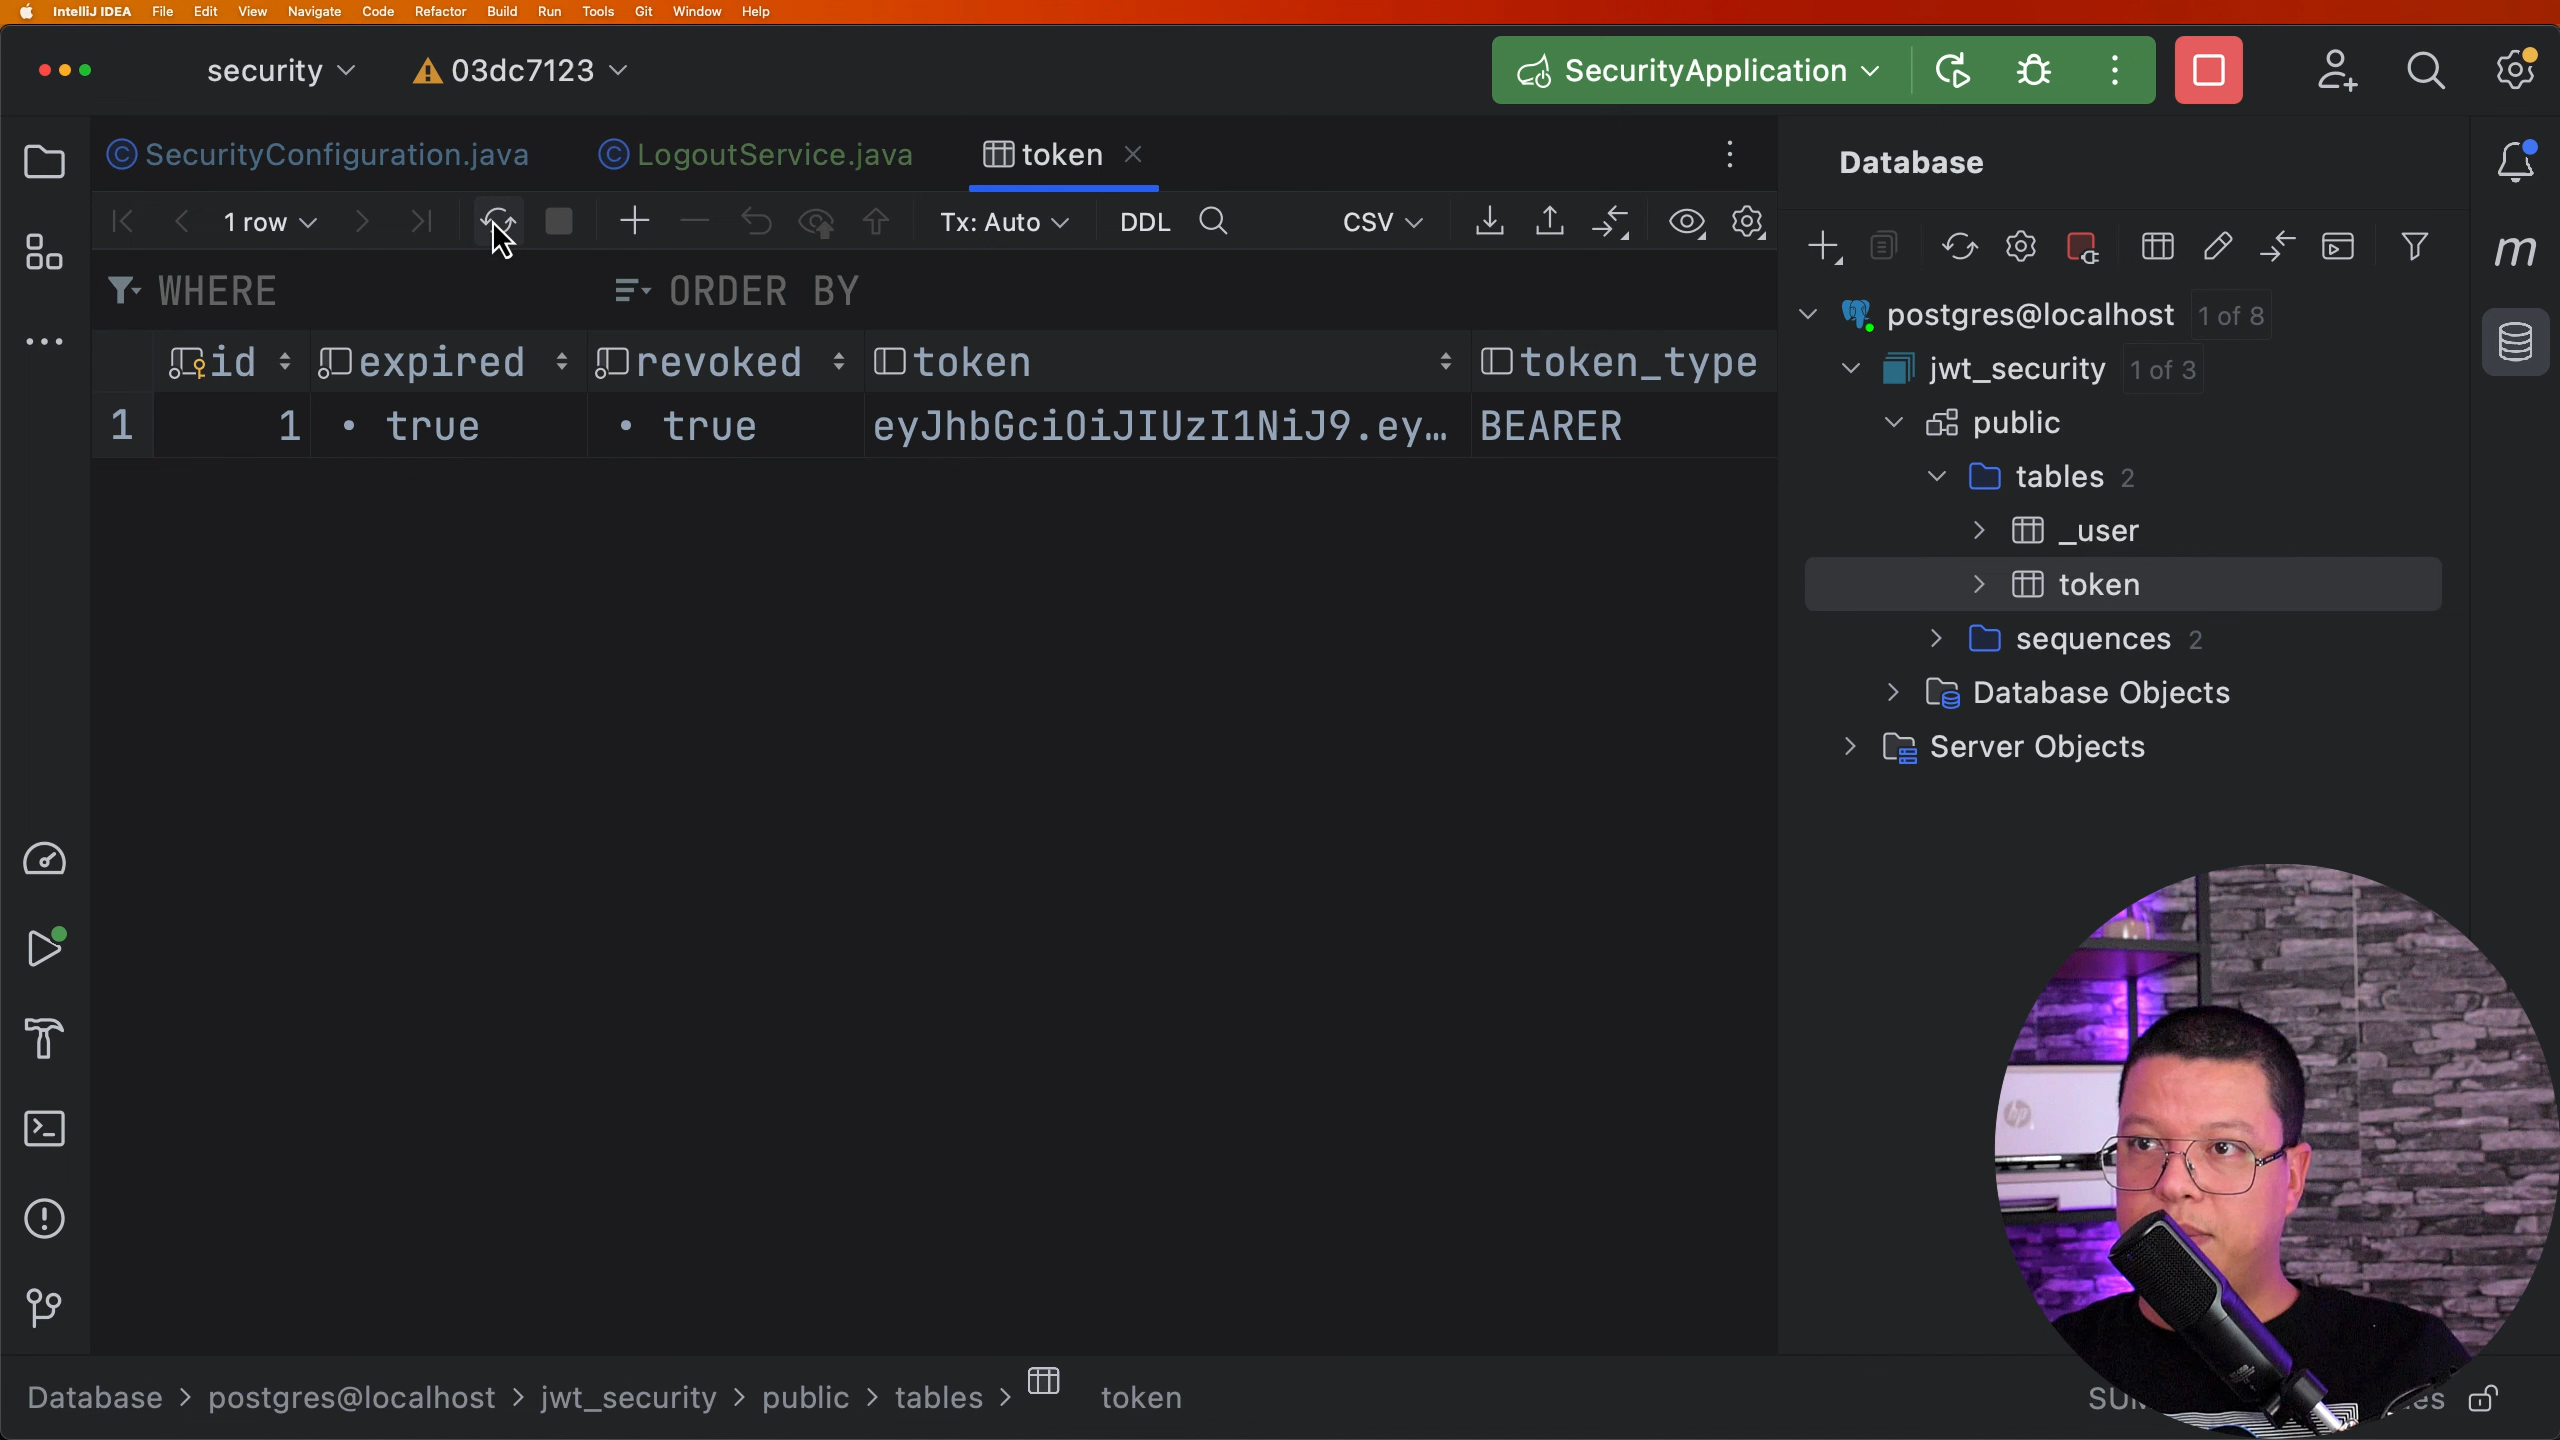 IntelliJ IDEA File Edit View Navigate Code Refactor Build Run Tools Git Window Help
security 03dc7123 SecurityApplication
SecurityConfiguration.java LogoutService.java token
1 row Tx: Auto DDL CSV
WHERE ORDER BY
id expired revoked token token_type
1 1 true true eyJhbGciOiJIUzI1NiJ9.ey… BEARER
Database
m
postgres@localhost 1 of 8
jwt_security 1 of 3
public
tables 2
_user
token
sequences 2
Database Objects
Server Objects
hp
Database > postgres@localhost > jwt_security > public > tables > token